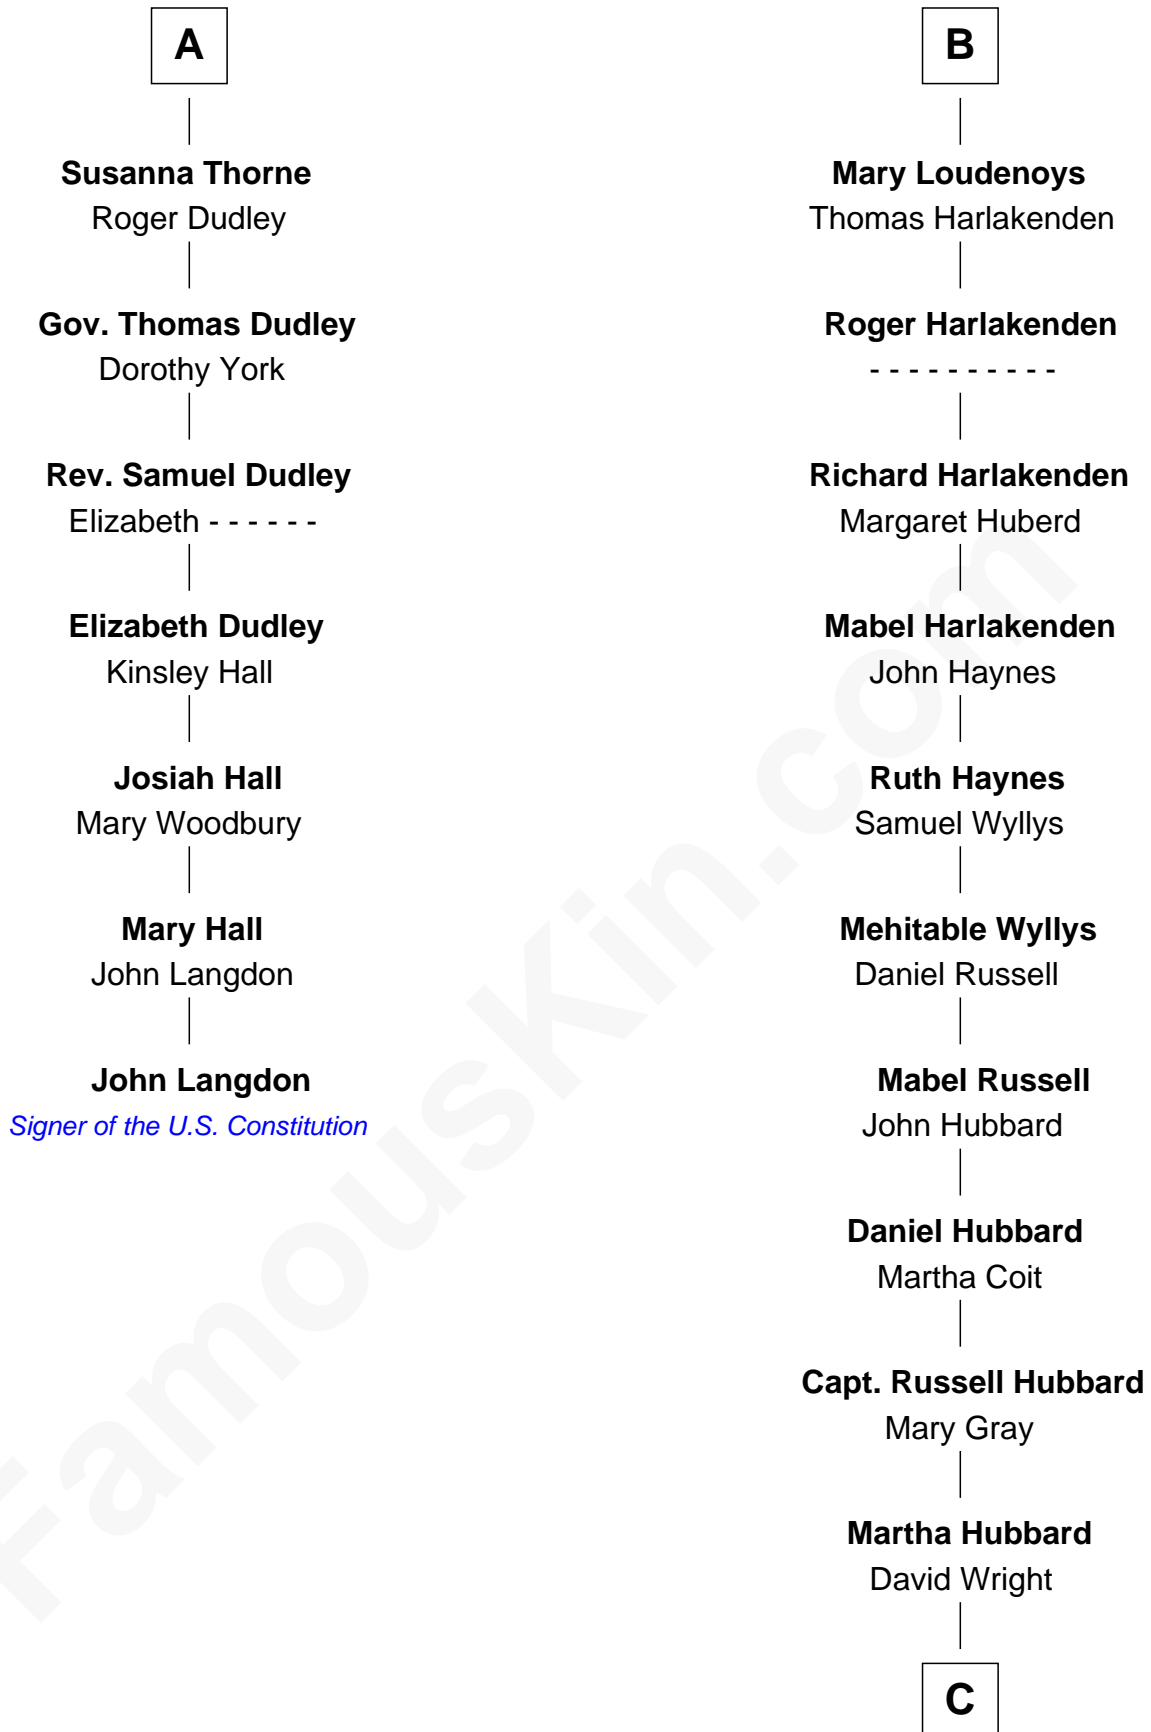 A
Susanna Thorne
Roger Dudley
Gov. Thomas Dudley
Dorothy York
Rev. Samuel Dudley
Elizabeth - - - - - -
Elizabeth Dudley
Kinsley Hall
Josiah Hall
Mary Woodbury
Mary Hall
John Langdon
John Langdon
Signer of the U.S. Constitution
B
Mary Loudenoys
Thomas Harlakenden
Roger Harlakenden
- - - - - - - - - -
Richard Harlakenden
Margaret Huberd
Mabel Harlakenden
John Haynes
Ruth Haynes
Samuel Wyllys
Mehitable Wyllys
Daniel Russell
Mabel Russell
John Hubbard
Daniel Hubbard
Martha Coit
Capt. Russell Hubbard
Mary Gray
Martha Hubbard
David Wright
C
FamousKin.com